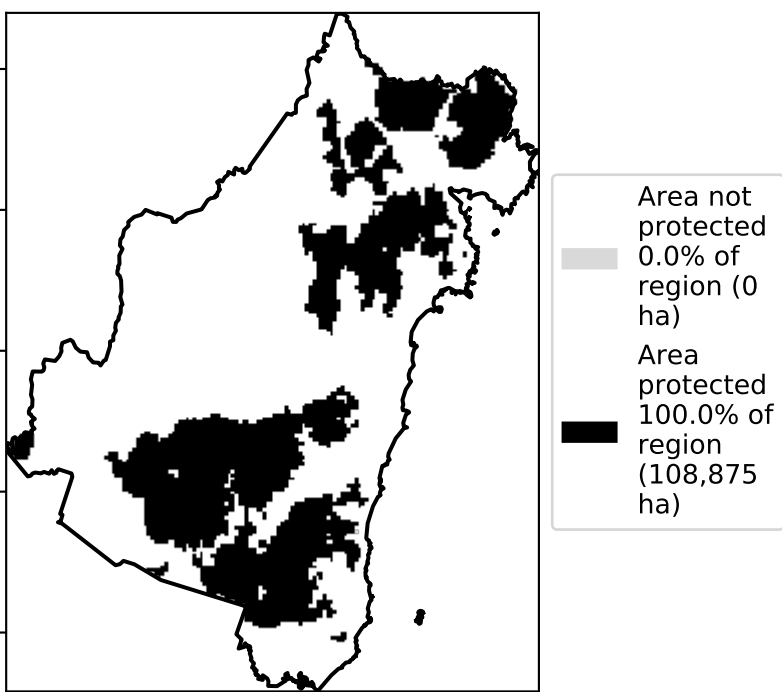 Area not
protected
0.0% of
region (0
ha)
Area
protected
100.0% of
region
(108,875
ha)